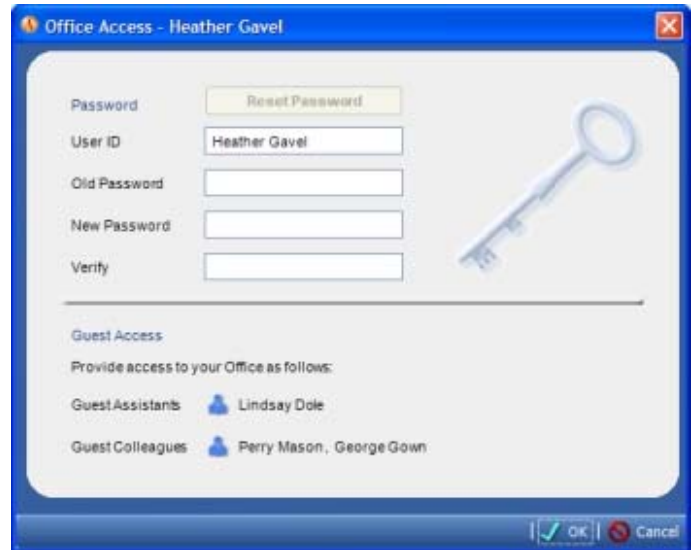 Office Access - Heather Gavel
Password Reset Password
User ID Heather Gavel
Old Password
New Password
Verify
Guest Access
Provide access to your Office as follows:
Guest Assistants Lindsay Dole
Guest Colleagues Perry Mason, George Gown
OK Cancel